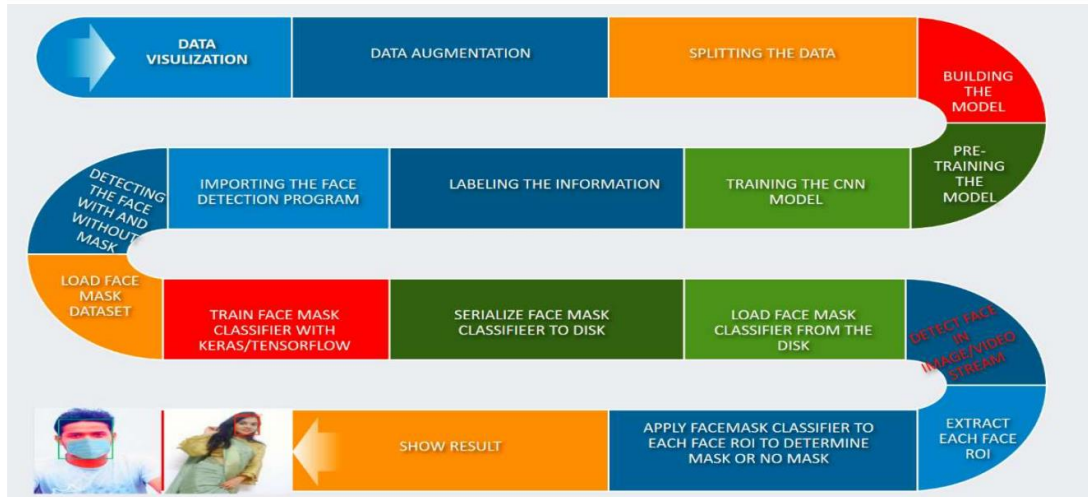 DATA
VISULIZATION
DATA AUGMENTATION
SPLITTING THE DATA
BUILDING
THE
MODEL
PRE-
TRAINING
THE
MODEL
TRAINING THE CNN
MODEL
LABELING THE INFORMATION
IMPORTING THE FACE
DETECTION PROGRAM
DETECTING
THE FACE
WITH AND
WITHOUT
MASK
LOAD FACE
MASK
DATASET
TRAIN FACE MASK
CLASSIFIER WITH
KERAS/TENSORFLOW
SERIALIZE FACE MASK
CLASSIFIEER TO DISK
LOAD FACE MASK
CLASSIFIER FROM THE
DISK
DETECT FACE
IN
IMAGE/VIDEO
STREAM
EXTRACT
EACH FACE
ROI
APPLY FACEMASK CLASSIFIER TO
EACH FACE ROI TO DETERMINE
MASK OR NO MASK
SHOW RESULT